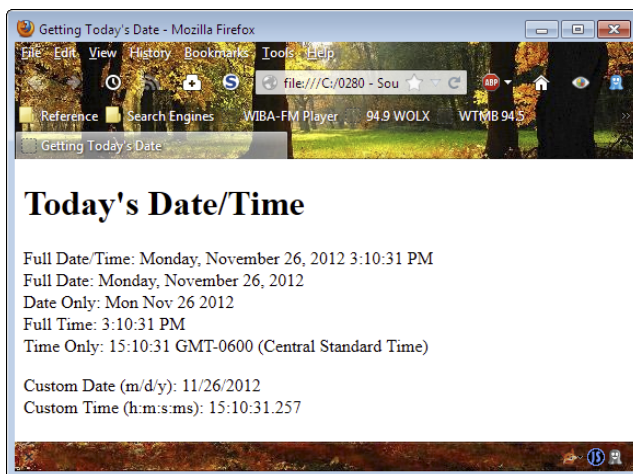 Getting Today's Date - Mozilla Firefox
File Edit View History Bookmarks Tools Help
S file:///C:/0280 - Sou ABP
Reference Search Engines WIBA-FM Player 94.9 WOLX WTMB 94.5 »
Getting Today's Date
Today's Date/Time
Full Date/Time: Monday, November 26, 2012 3:10:31 PM
Full Date: Monday, November 26, 2012
Date Only: Mon Nov 26 2012
Full Time: 3:10:31 PM
Time Only: 15:10:31 GMT-0600 (Central Standard Time)
Custom Date (m/d/y): 11/26/2012
Custom Time (h:m:s:ms): 15:10:31.257
JS